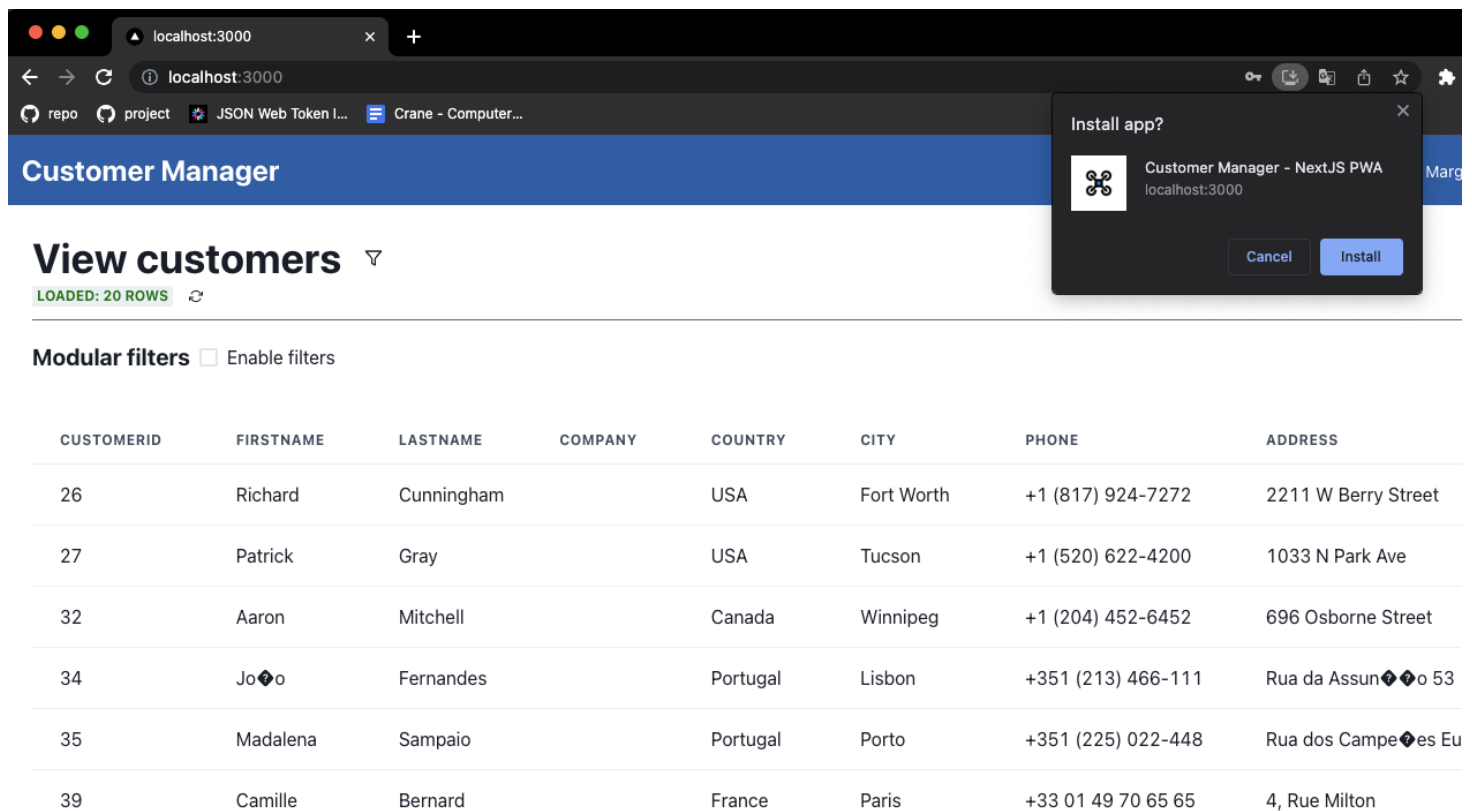 localhost:3000
localhost:3000
repo project JSON Web Token I... Crane - Computer...
Install app?
Customer Manager - NextJS PWA
localhost:3000
Cancel Install
Customer Manager Marg
View customers
LOADED: 20 ROWS
Modular filters Enable filters
CUSTOMERID FIRSTNAME LASTNAME COMPANY COUNTRY CITY PHONE ADDRESS
26 Richard Cunningham USA Fort Worth +1 (817) 924-7272 2211 W Berry Street
27 Patrick Gray USA Tucson +1 (520) 622-4200 1033 N Park Ave
32 Aaron Mitchell Canada Winnipeg +1 (204) 452-6452 696 Osborne Street
34 Jo�o Fernandes Portugal Lisbon +351 (213) 466-111 Rua da Assun��o 53
35 Madalena Sampaio Portugal Porto +351 (225) 022-448 Rua dos Campe�es Eu
39 Camille Bernard France Paris +33 01 49 70 65 65 4, Rue Milton